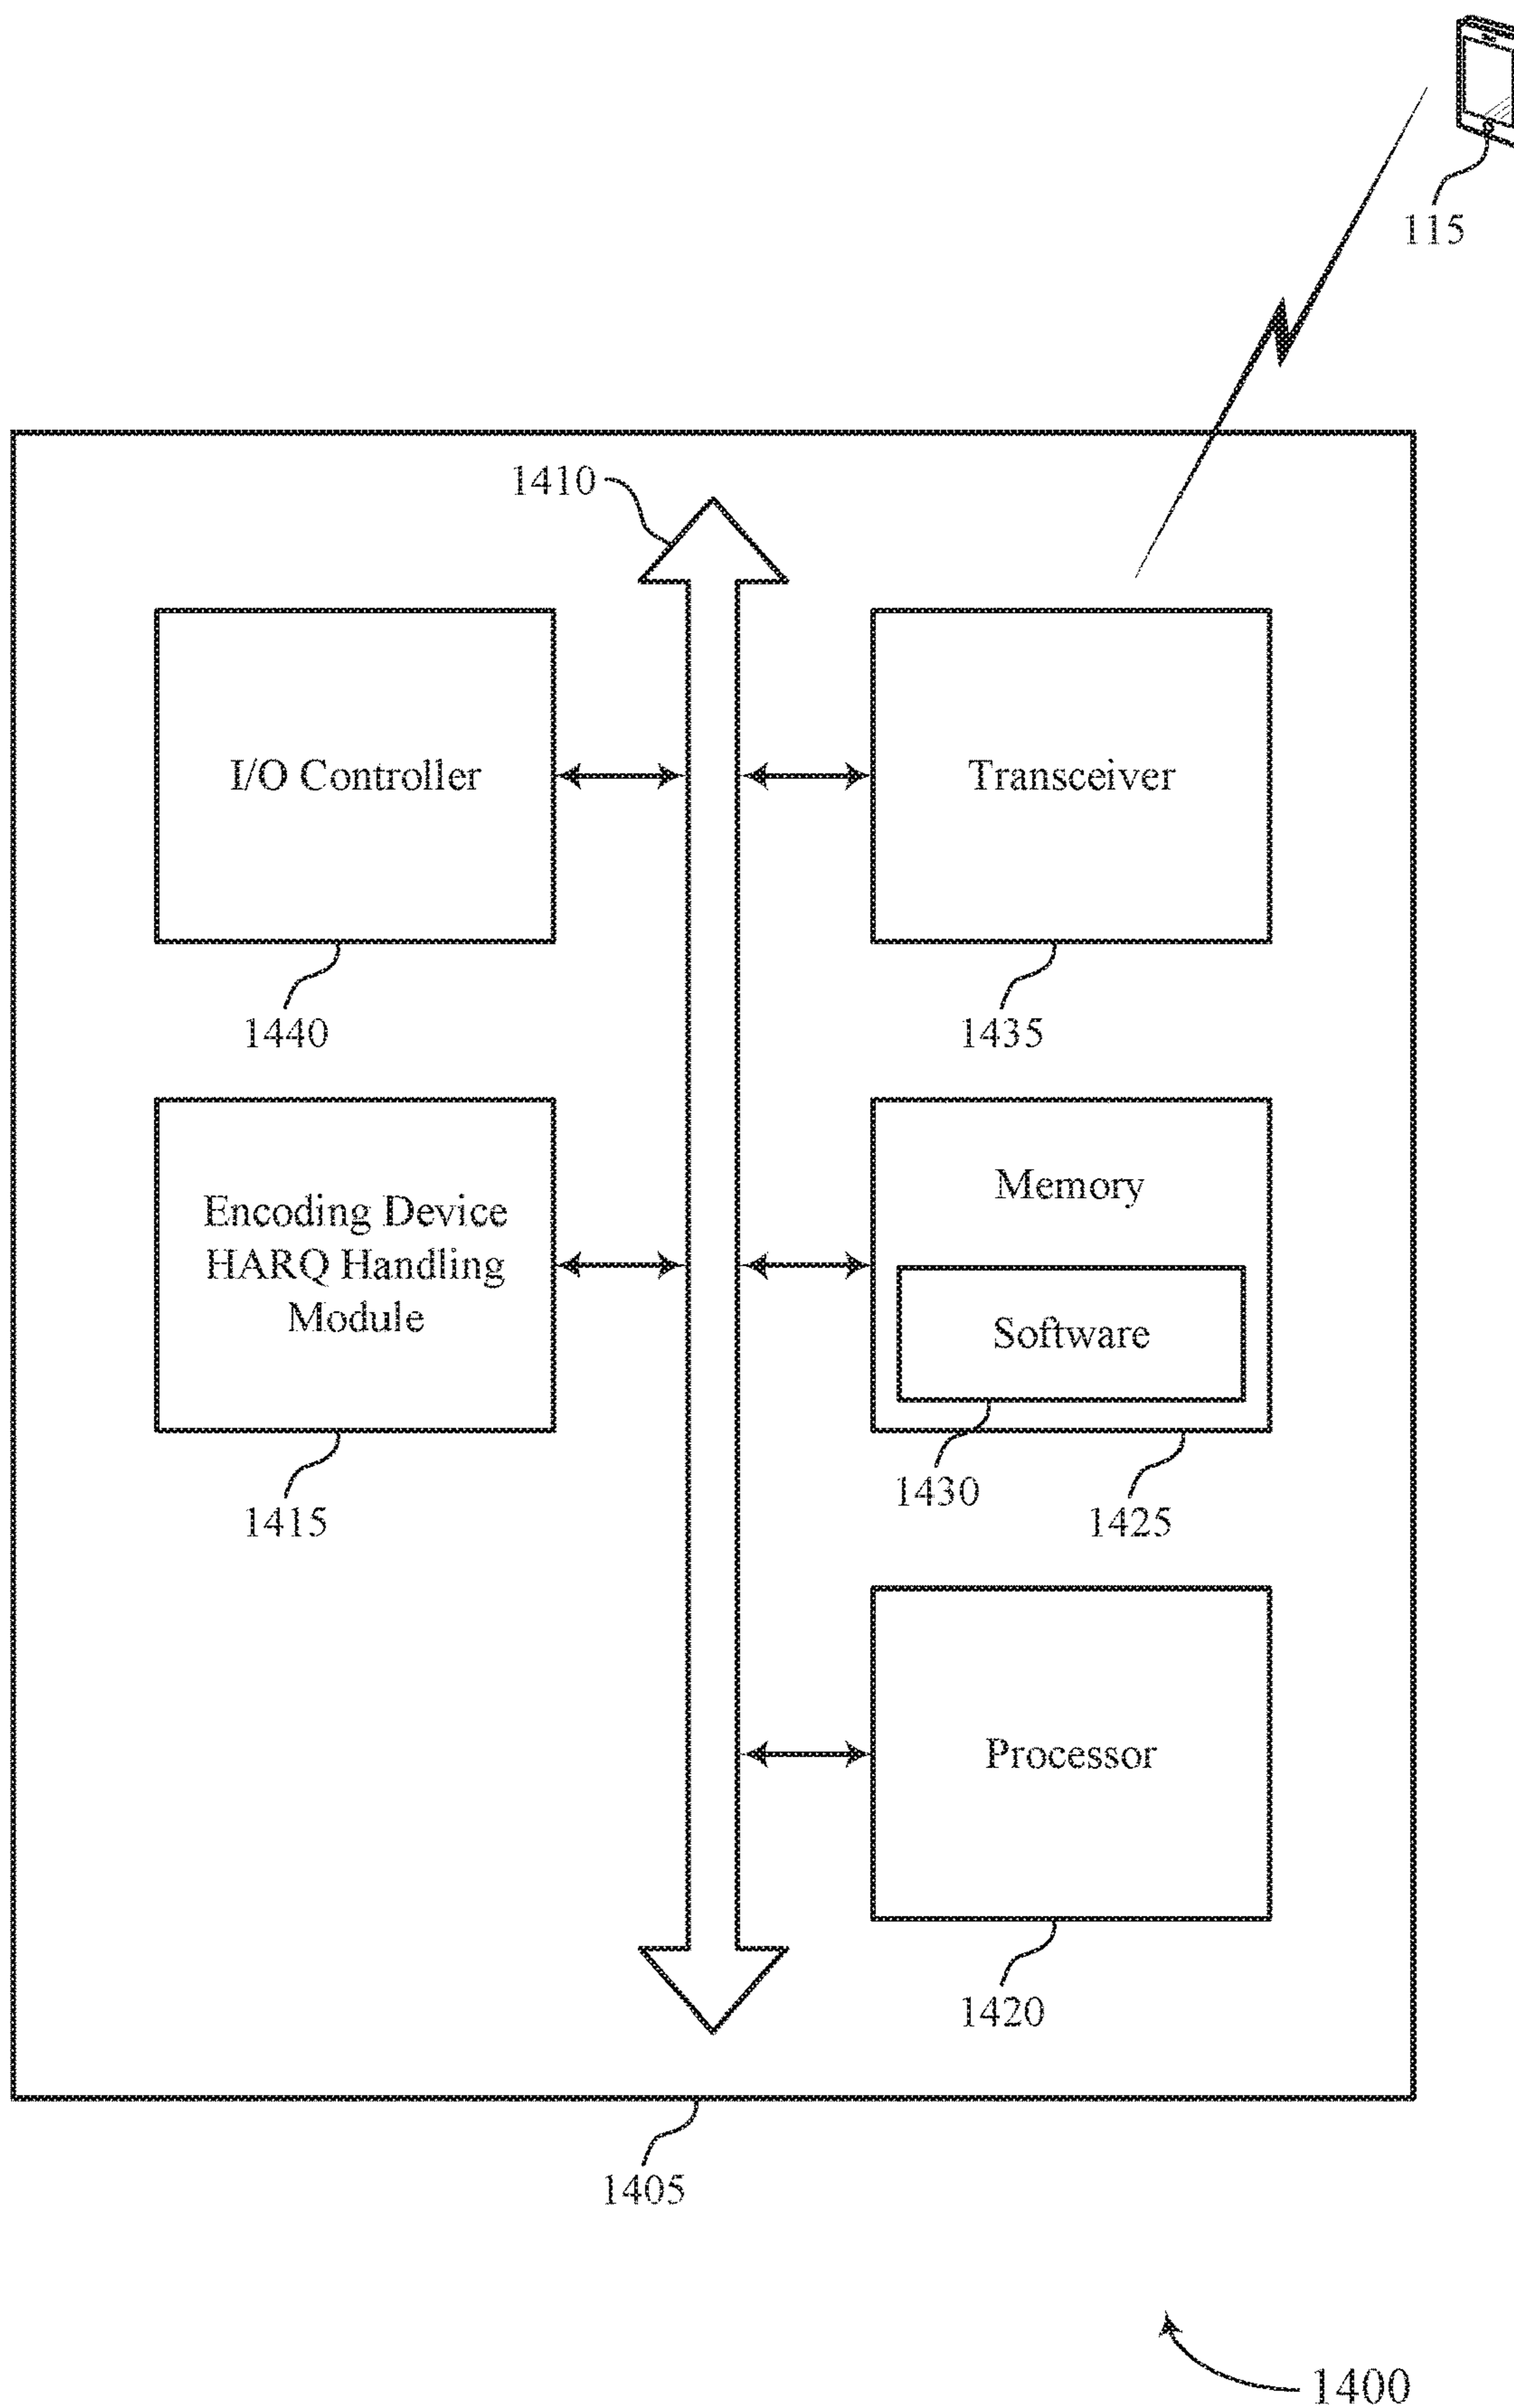 115
1410
I/O Controller
Transceiver
1440
1435
Encoding Device
HARQ Handling
Module
Memory
Software
1430
1415
1425
Processor
1420
1405
1400